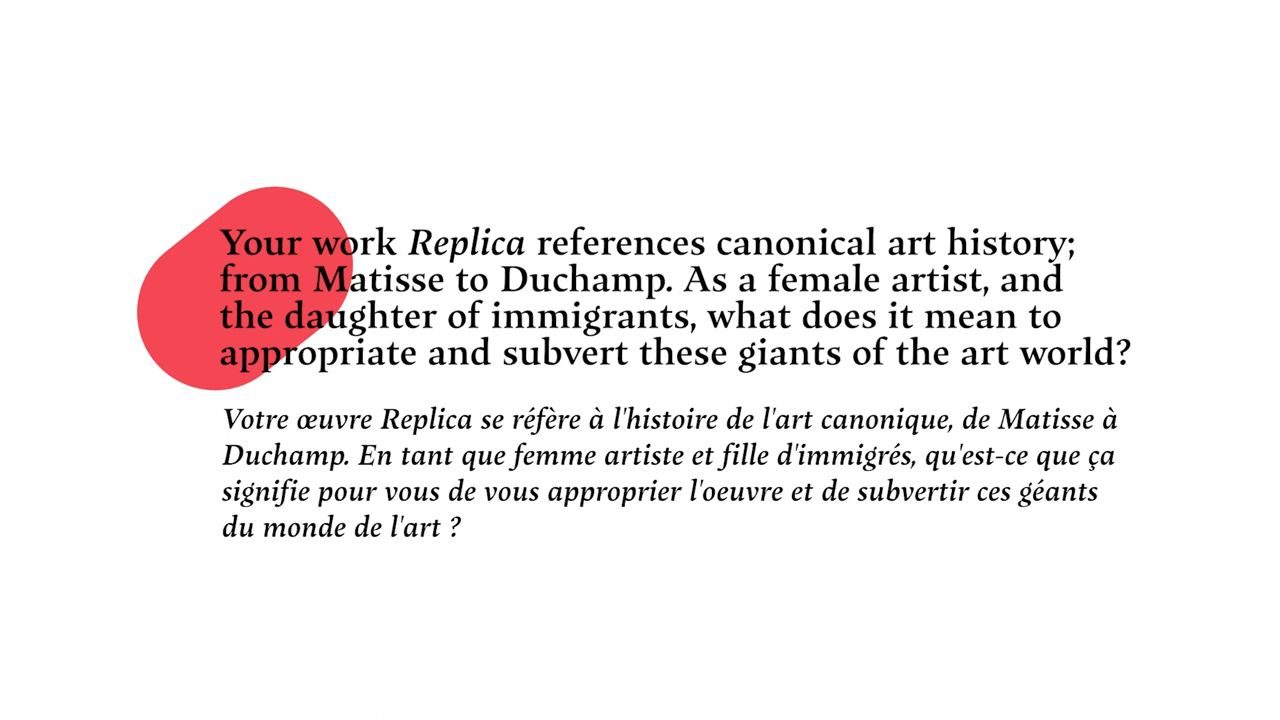 Your work Replica references canonical art history;
from Matisse to Duchamp. As a female artist, and
the daughter of immigrants, what does it mean to
appropriate and subvert these giants of the art world?
Votre œuvre Replica se réfère à l'histoire de l'art canonique, de Matisse à
Duchamp. En tant que femme artiste et fille d'immigrés, qu'est-ce que ça
signifie pour vous de vous approprier l'oeuvre et de subvertir ces géants
du monde de l'art ?